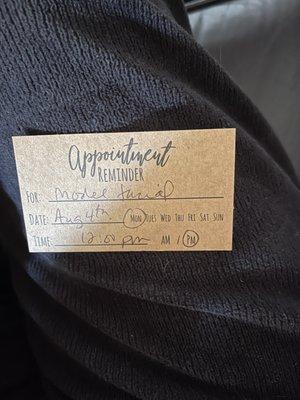 Appointment
REMINDER
FOR: Model facial
DATE: Aug 4th MON TUES WED THU FRI SAT SUN
TIME: 12:00 pm AM / PM